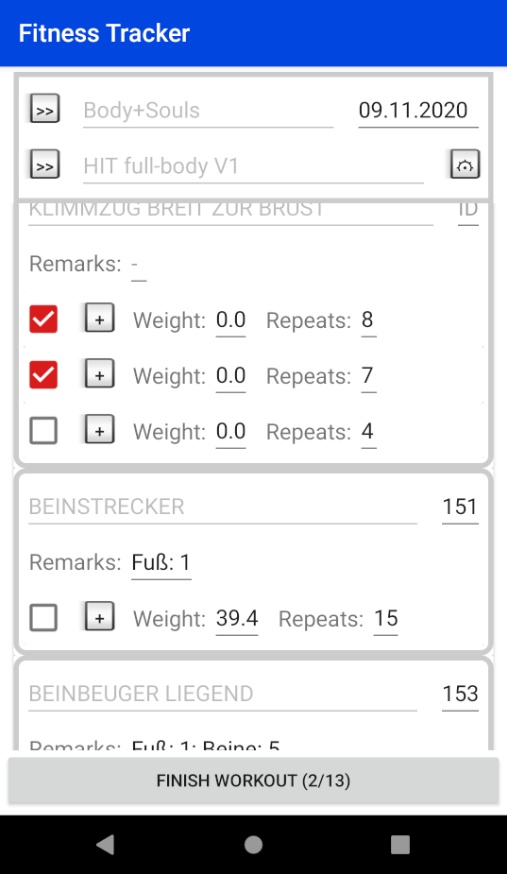 Fitness Tracker
>> Body+Souls 09.11.2020
>> HIT full-body V1
KLIMMZUG BREIT ZUR BRUST ID
Remarks: -
+ Weight: 0.0 Repeats: 8
+ Weight: 0.0 Repeats: 7
+ Weight: 0.0 Repeats: 4
BEINSTRECKER 151
Remarks: Fuß: 1
+ Weight: 39.4 Repeats: 15
BEINBEUGER LIEGEND 153
Remarks: Fuß: 1; Beine: 5
FINISH WORKOUT (2/13)